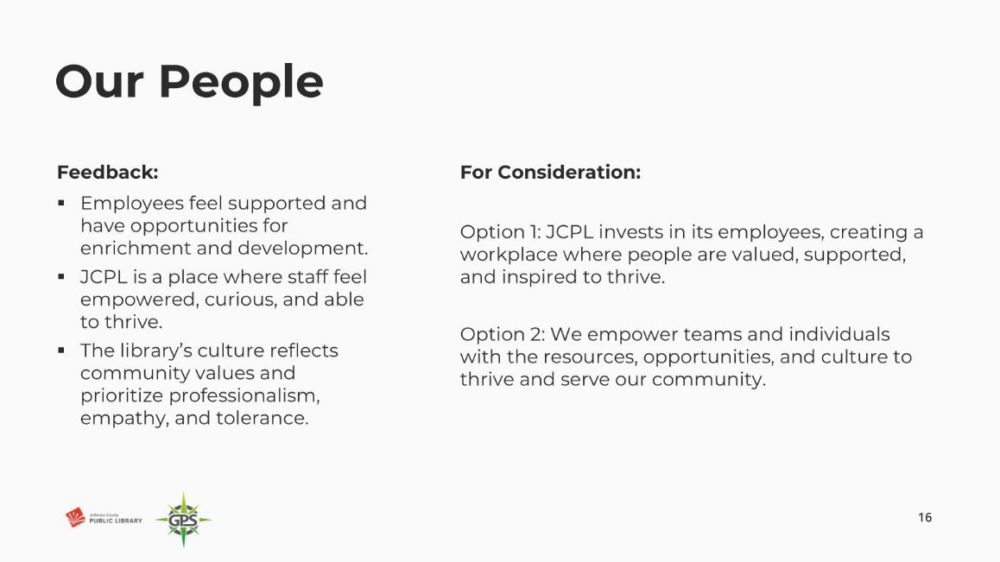 Our People
Feedback:
▪ Employees feel supported and
have opportunities for
enrichment and development.
▪ JCPL is a place where staff feel
empowered, curious, and able
to thrive.
▪ The library’s culture reflects
community values and
prioritize professionalism,
empathy, and tolerance.
For Consideration:
Option 1: JCPL invests in its employees, creating a
workplace where people are valued, supported,
and inspired to thrive.
Option 2: We empower teams and individuals
with the resources, opportunities, and culture to
thrive and serve our community.
Jefferson County
PUBLIC LIBRARY
GPS
16